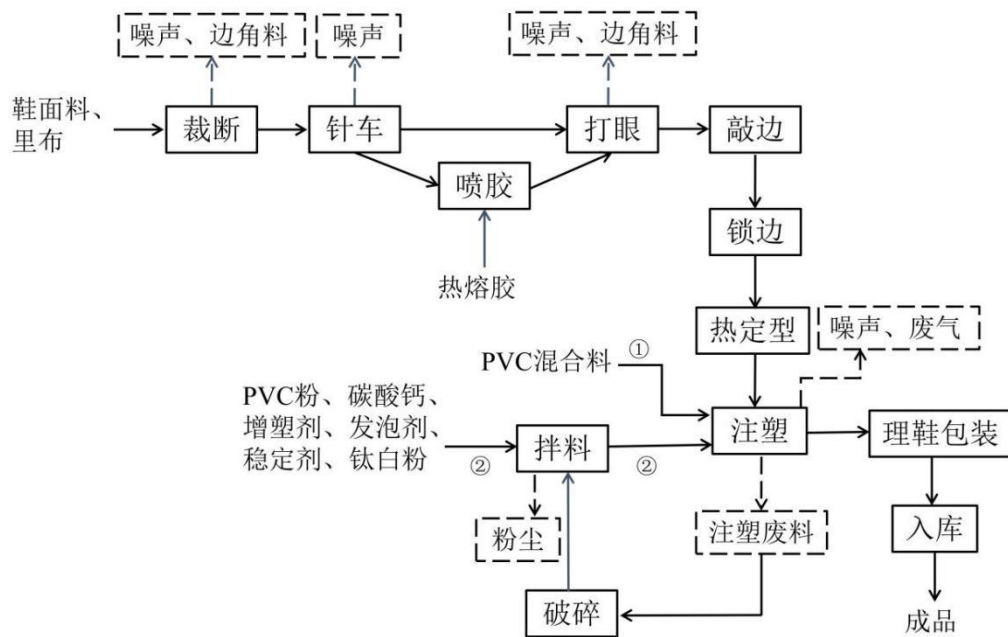 噪声、边角料
噪声
噪声、边角料
鞋面料、
里布
裁断
针车
打眼
敲边
喷胶
锁边
热熔胶
热定型
噪声、废气
PVC混合料
①
PVC粉、碳酸钙、
增塑剂、发泡剂、
稳定剂、钛白粉
②
拌料
②
注塑
理鞋包装
粉尘
注塑废料
入库
破碎
成品